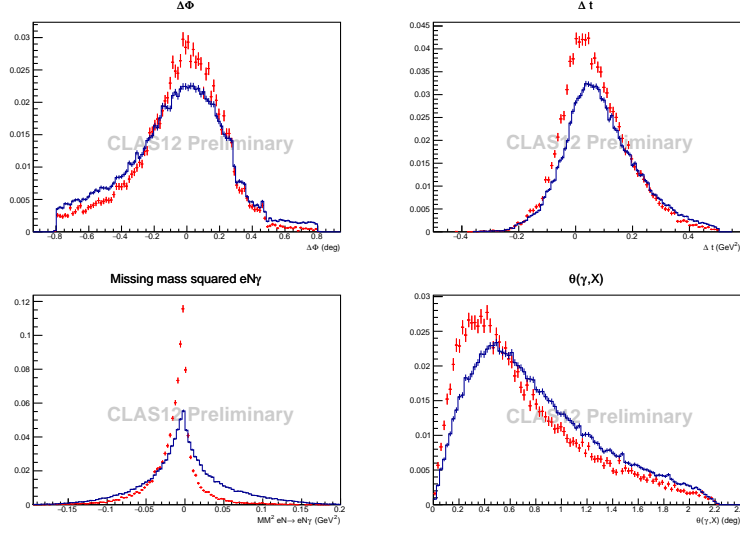 ΔΦ
0.03
0.025
0.02
0.015
0.01
0.005
0
CLAS12 Preliminary
−0.8 −0.6 −0.4 −0.2 0 0.2 0.4 0.6 0.8
ΔΦ (deg)
Δ t
0.045
0.04
0.035
0.03
0.025
0.02
0.015
0.01
0.005
0
CLAS12 Preliminary
−0.4 −0.2 0 0.2 0.4
Δ t (GeV²)
Missing mass squared eNγ
0.12
0.1
0.08
0.06
0.04
0.02
0
CLAS12 Preliminary
−0.15 −0.1 −0.05 0 0.05 0.1 0.15 0.2
MM² eN→ eNγ (GeV²)
θ(γ,X)
0.03
0.025
0.02
0.015
0.01
0.005
0
CLAS12 Preliminary
0 0.2 0.4 0.6 0.8 1 1.2 1.4 1.6 1.8 2 2.2 2.4
θ(γ,X) (deg)